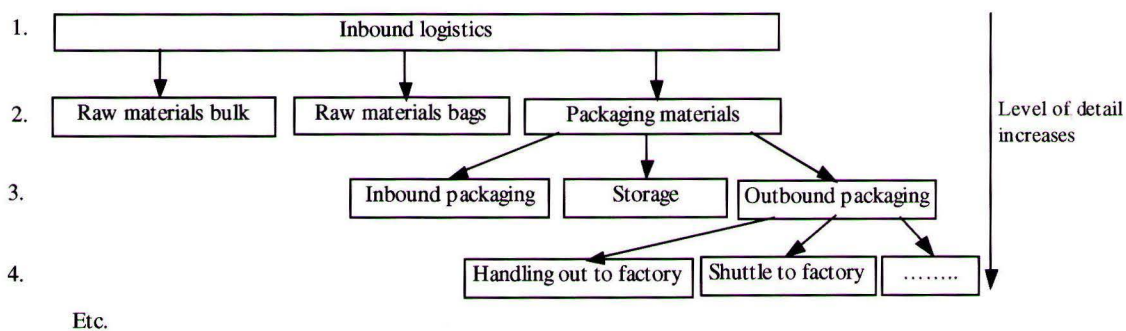 1.
Inbound logistics
2.
Raw materials bulk
Raw materials bags
Packaging materials
Level of detail
increases
3.
Inbound packaging
Storage
Outbound packaging
4.
Handling out to factory
Shuttle to factory
........
Etc.